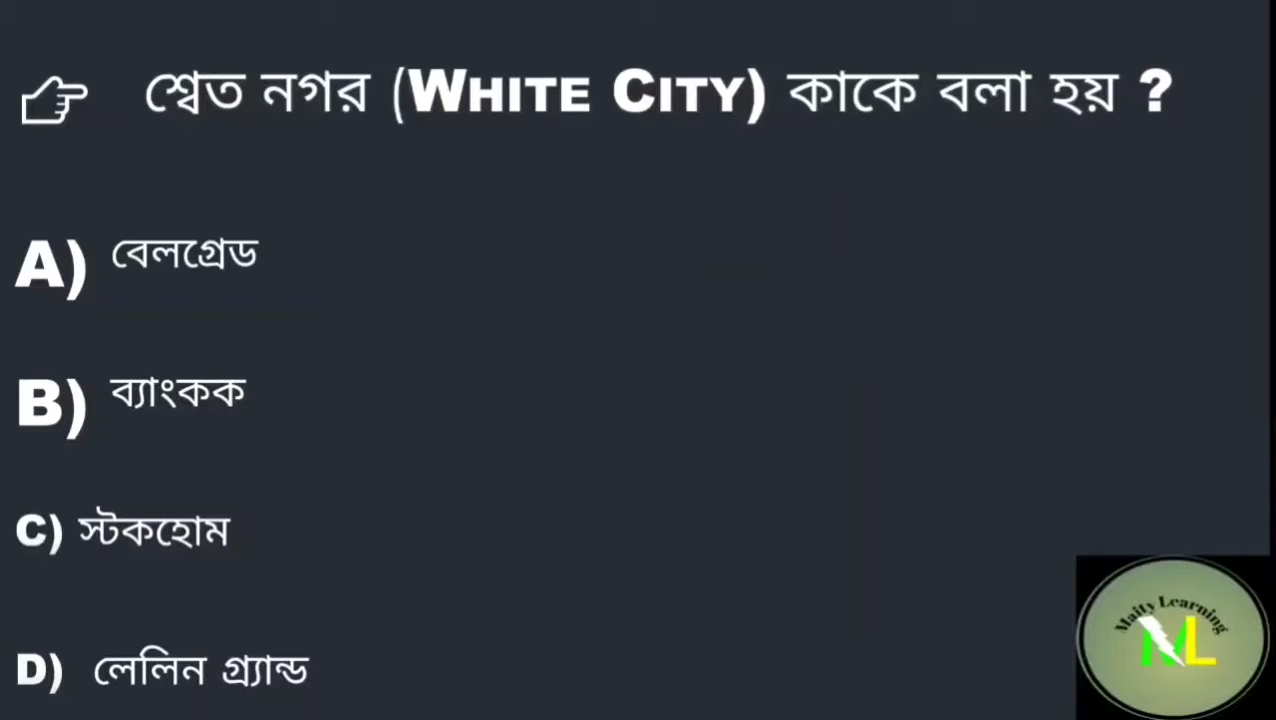 শ্বেত নগর (WHITE CITY) কাকে বলা হয় ?
A) বেলগ্রেড
B) ব্যাংকক
C) স্টকহোম
D) লেলিন গ্র্যান্ড
Maity Learning
ML